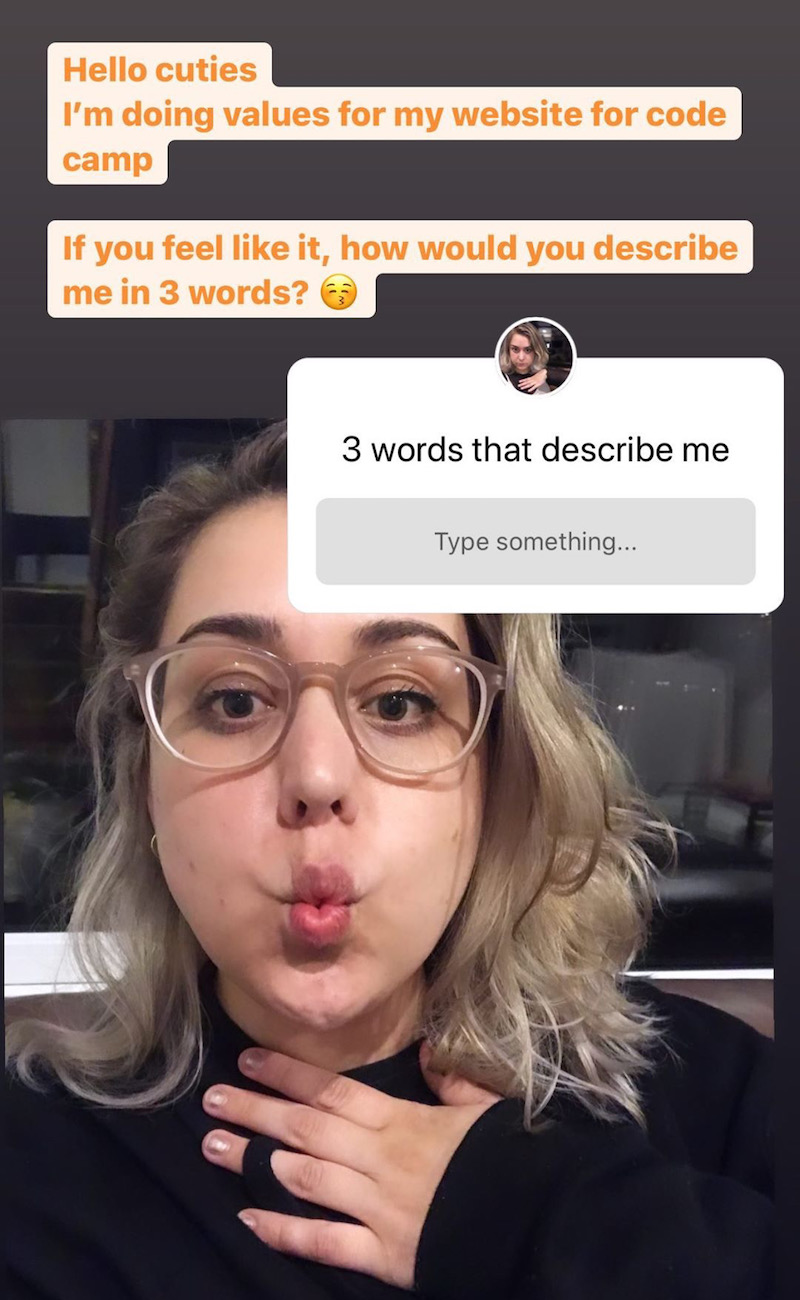 Hello cuties
I’m doing values for my website for code
camp
If you feel like it, how would you describe
me in 3 words? 😚
3 words that describe me
Type something...